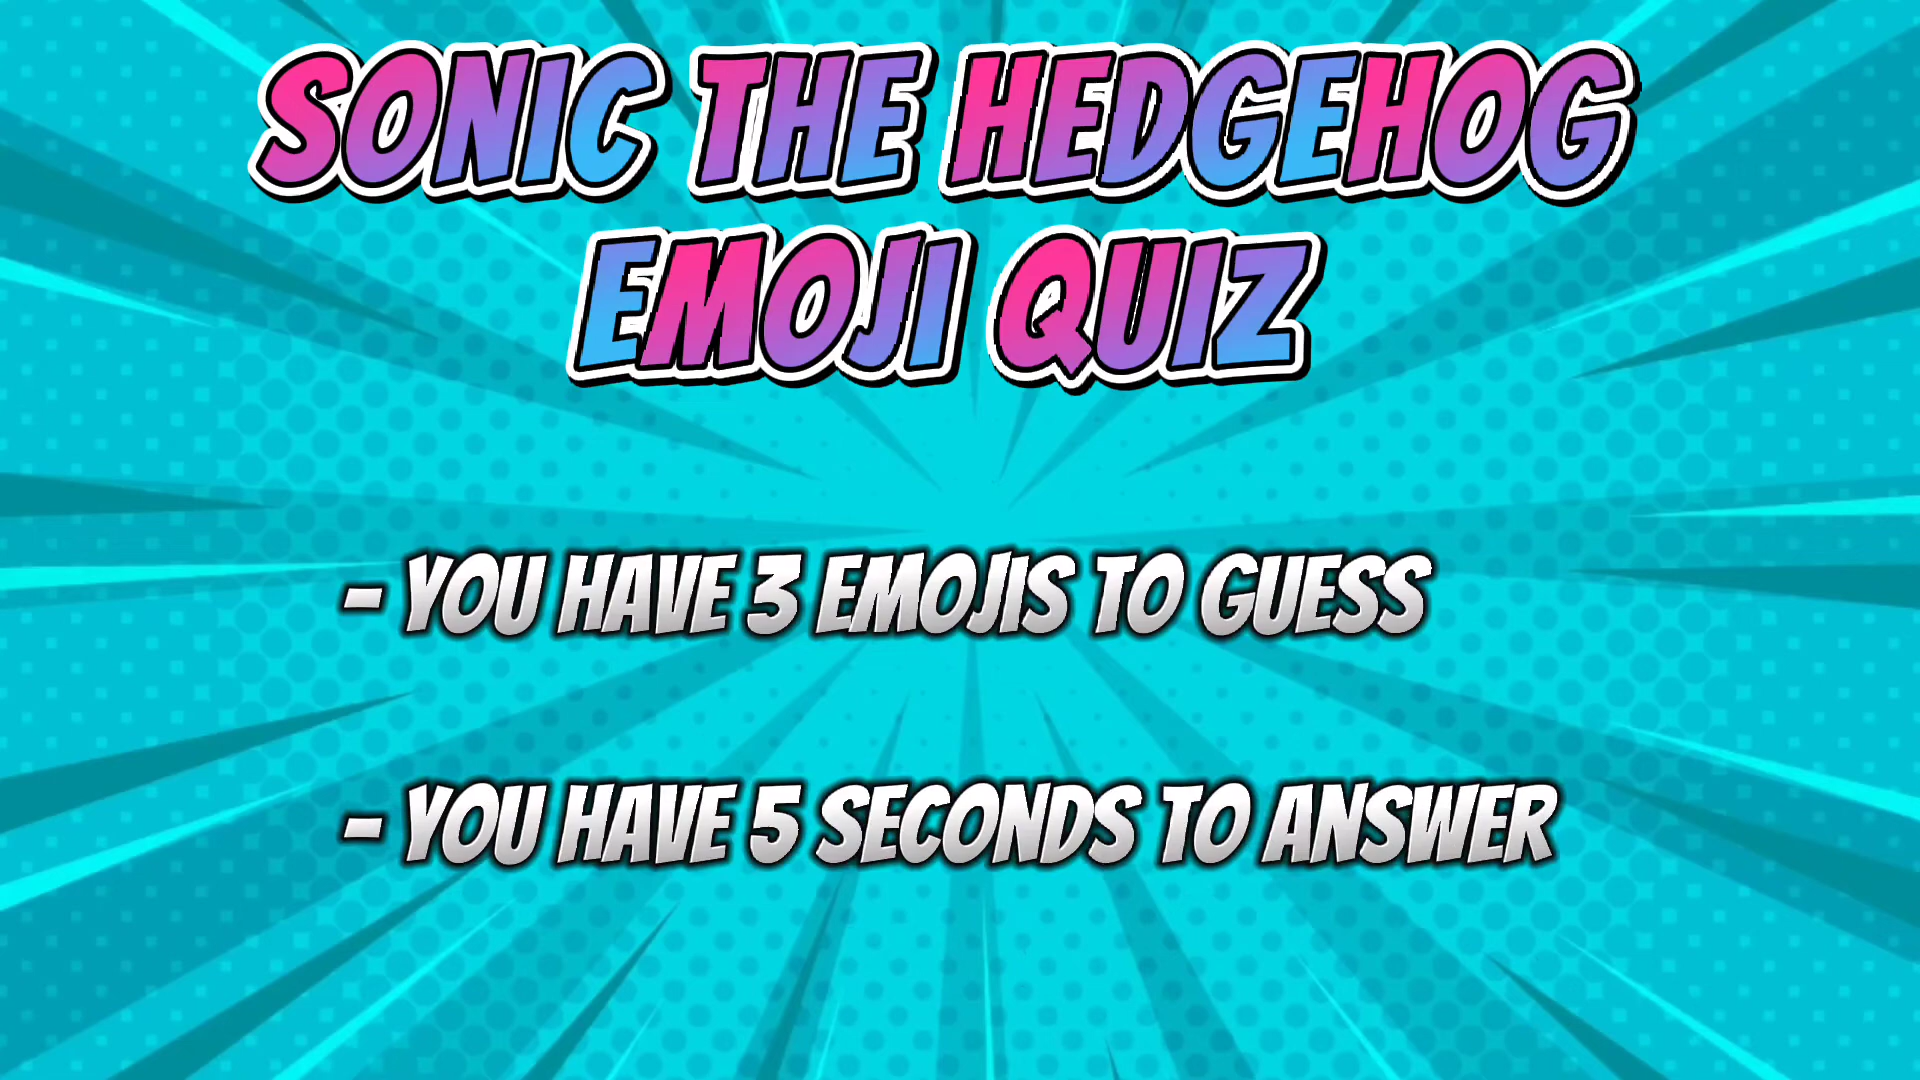 SONIC THE HEDGEHOG
EMOJI QUIZ
- YOU HAVE 3 EMOJIS TO GUESS
- YOU HAVE 5 SECONDS TO ANSWER